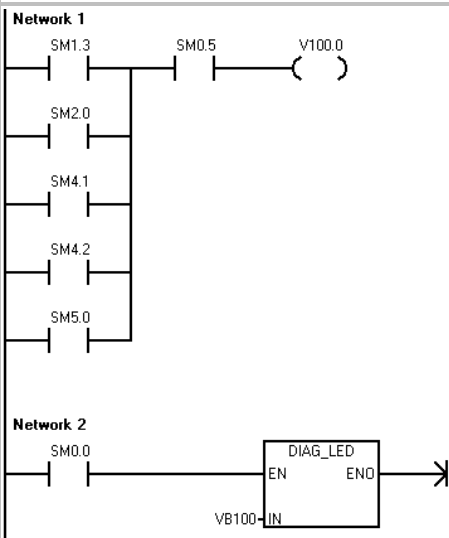 Network 1
SM1.3 SM0.5 V100.0
SM2.0
SM4.1
SM4.2
SM5.0
Network 2
SM0.0 DIAG_LED
EN ENO
VB100 IN